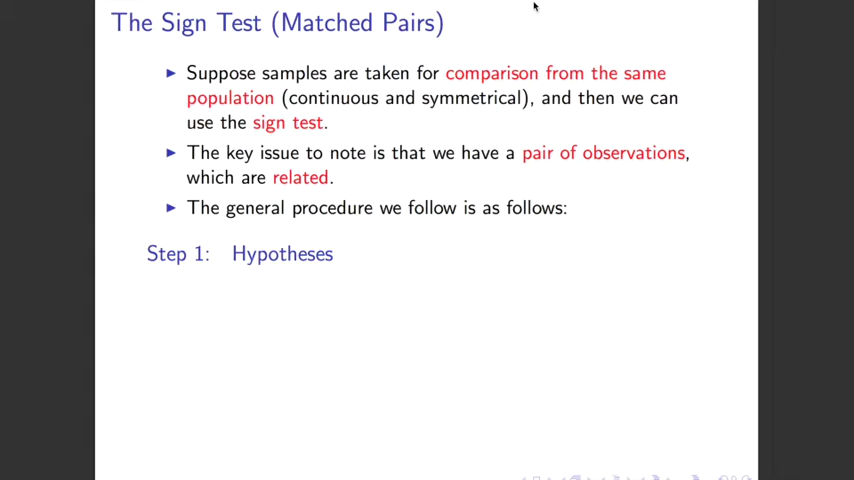 The Sign Test (Matched Pairs)
Suppose samples are taken for comparison from the same
population (continuous and symmetrical), and then we can
use the sign test.
The key issue to note is that we have a pair of observations,
which are related.
The general procedure we follow is as follows:
Step 1: Hypotheses